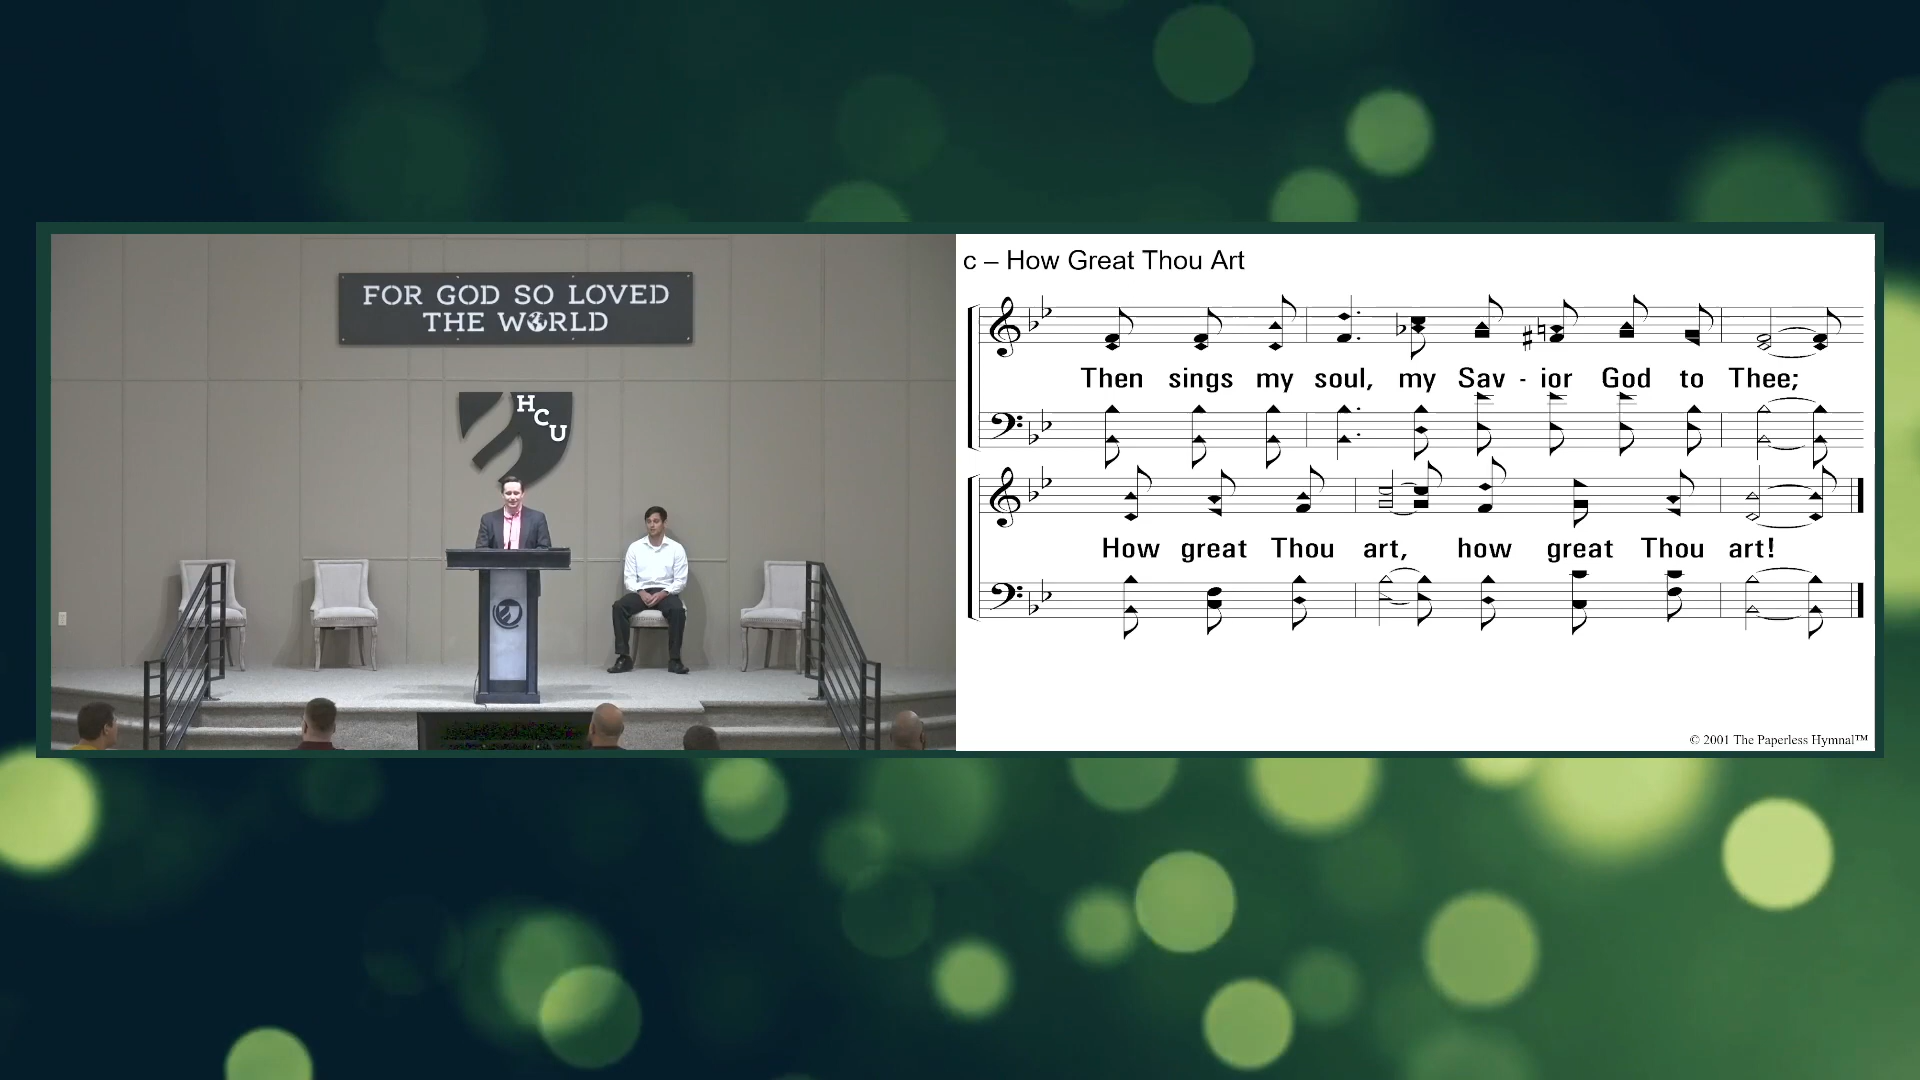 FOR GOD SO LOVED
THE WORLD
H
C
U
c – How Great Thou Art
Then sings my soul, my Sav - ior God to Thee;
How great Thou art, how great Thou art!
© 2001 The Paperless Hymnal™